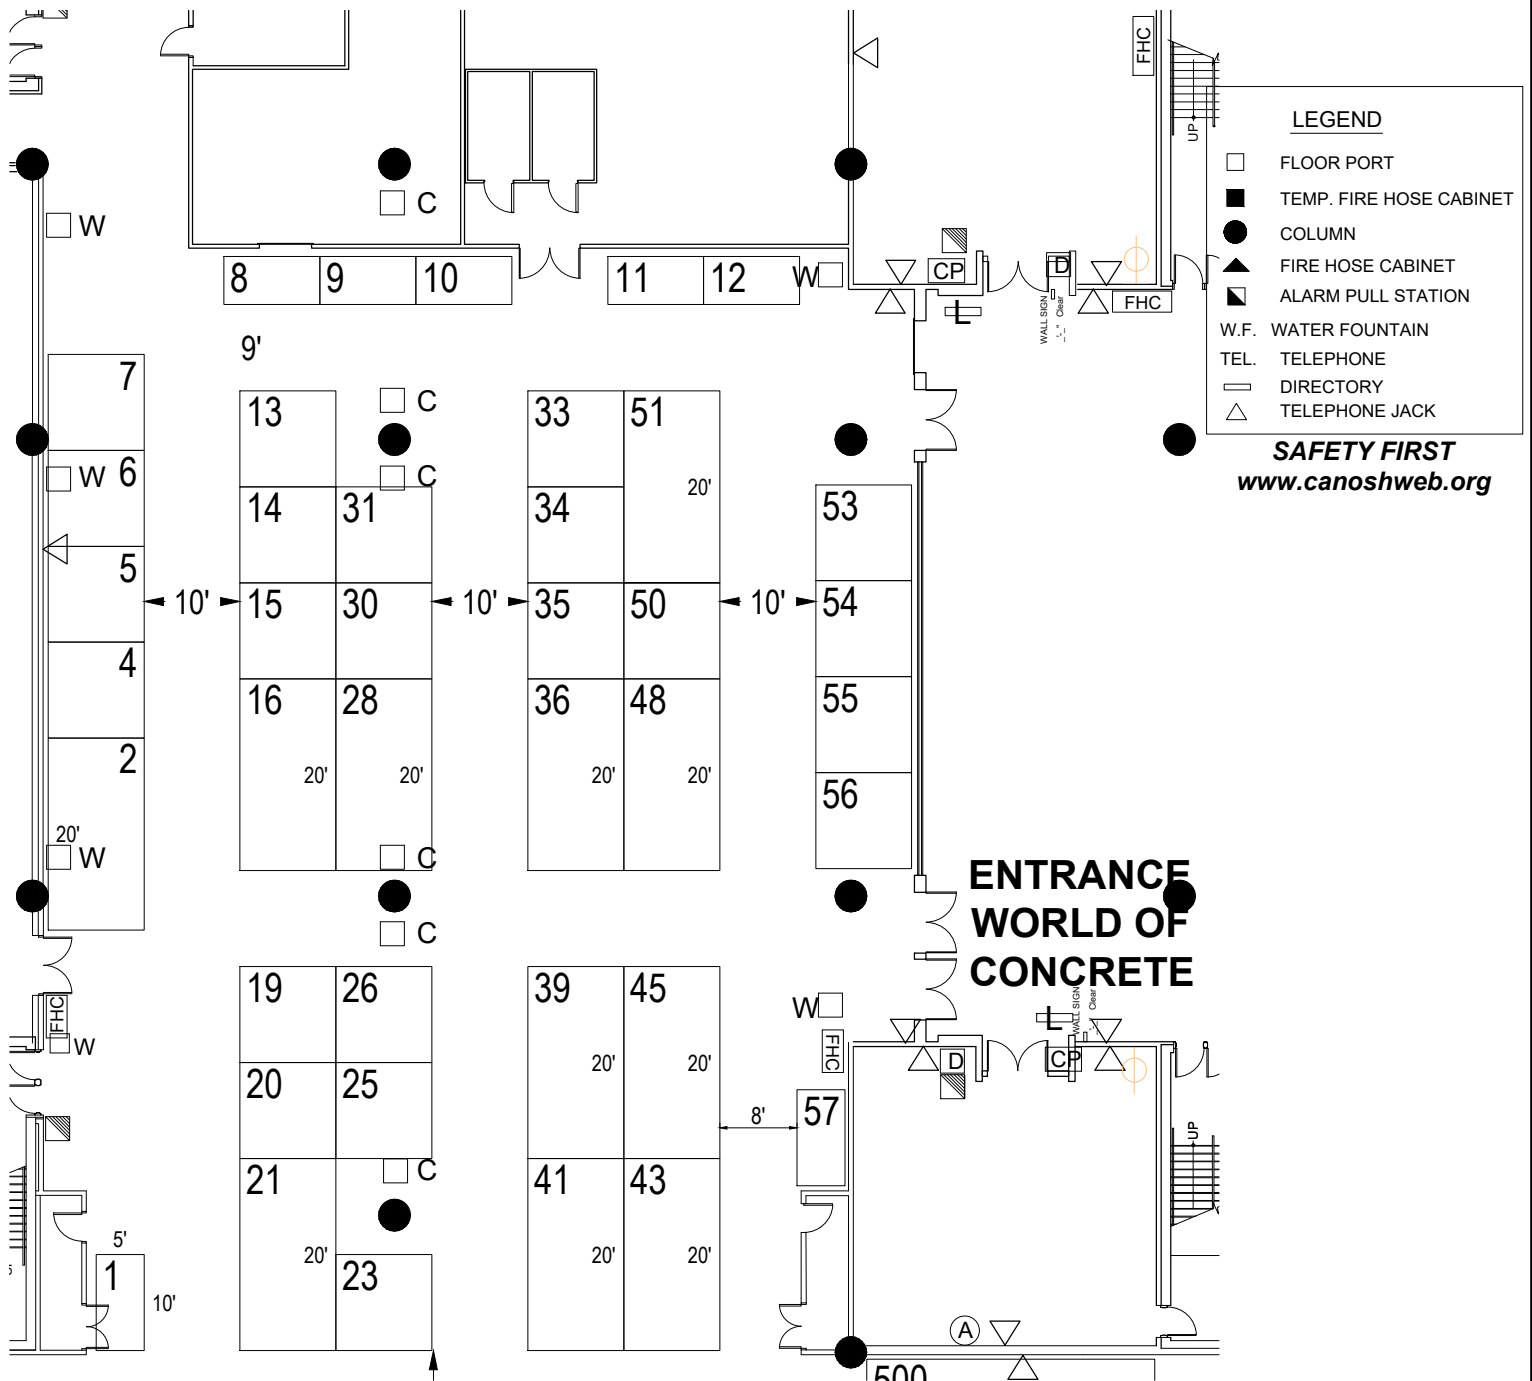 FHC
UP
LEGEND
FLOOR PORT
TEMP. FIRE HOSE CABINET
COLUMN
FIRE HOSE CABINET
ALARM PULL STATION
W.F. WATER FOUNTAIN
TEL. TELEPHONE
DIRECTORY
TELEPHONE JACK
SAFETY FIRST
www.canoshweb.org
C
W
8 9 10 11 12 W
CP D
L
WALL SIGN
Clear
FHC
9'
7
C
13 33 51
W 6
C
14 31 34 20' 53
5
10' 15 30 10' 35 50 10' 54
4
16 28 36 48 55
2
20' 20' 20' 20'
56
20'
W
C
ENTRANCE
WORLD OF
CONCRETE
C
19 26 39 45
W
FHC
W
L
WALL SIGN
Clear
FHC
D CP
20' 20'
20 25
57
8'
UP
21 C 41 43
5'
20' 20' 20'
1 23
10'
A
500